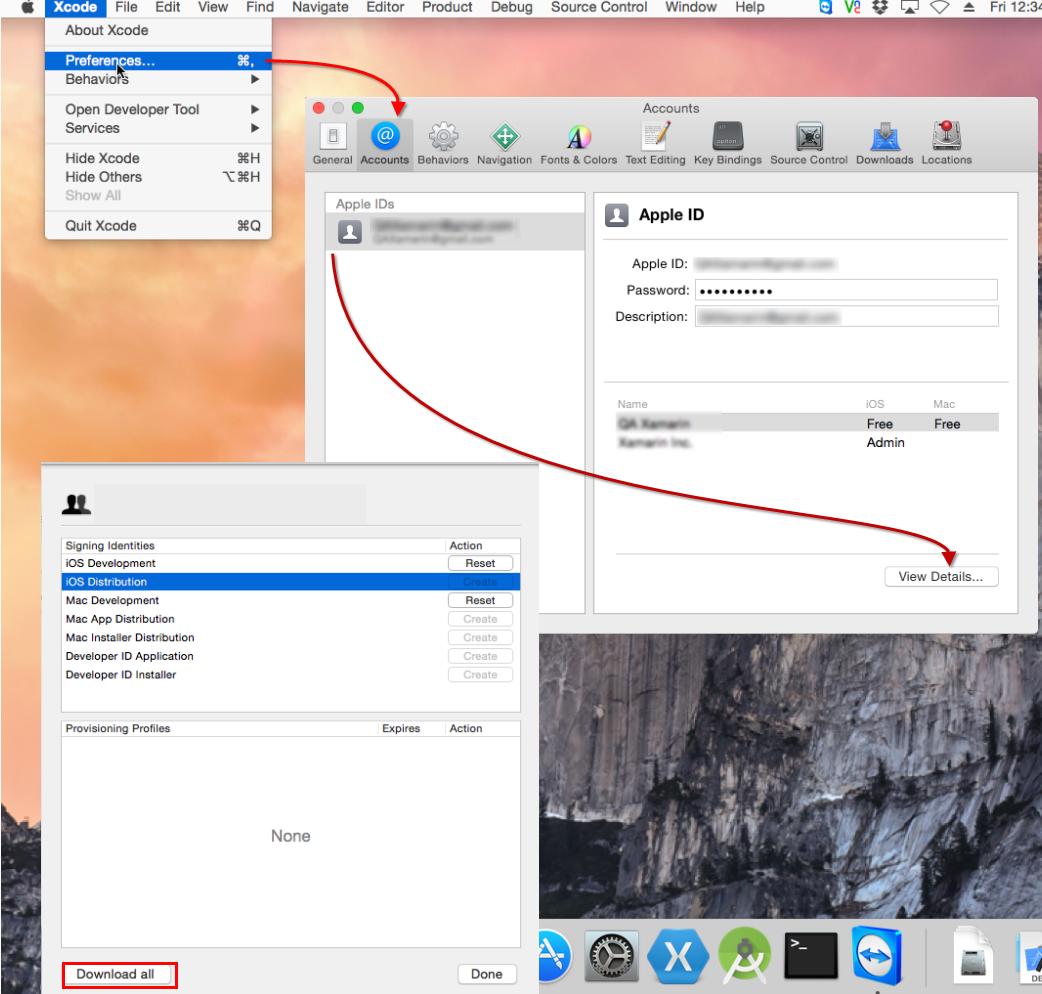 Xcode File Edit View Find Navigate Editor Product Debug Source Control Window Help Fri 12:34
About Xcode
Preferences... ⌘,
Behaviors
Open Developer Tool
Services
Hide Xcode ⌘H
Hide Others ⌥⌘H
Show All
Quit Xcode ⌘Q
Accounts
General Accounts Behaviors Navigation Fonts & Colors Text Editing Key Bindings Source Control Downloads Locations
Apple IDs
Apple ID
Apple ID:
Password: ••••••••••
Description:
Name iOS Mac
QA Xamarin Free Free
Xamarin Inc. Admin
View Details...
Signing Identities Action
iOS Development Reset
iOS Distribution Create
Mac Development Reset
Mac App Distribution Create
Mac Installer Distribution Create
Developer ID Application Create
Developer ID Installer Create
Provisioning Profiles Expires Action
None
Download all Done